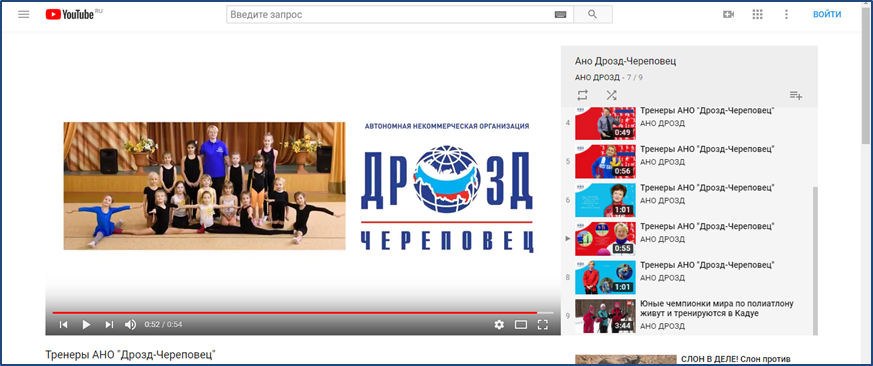 YouTube RU
Введите запрос
ВОЙТИ
АВТОНОМНАЯ НЕКОММЕРЧЕСКАЯ ОРГАНИЗАЦИЯ
ДРОЗД
ЧЕРЕПОВЕЦ
0:52 / 0:54
Тренеры АНО "Дрозд-Череповец"
Ано Дрозд-Череповец
АНО ДРОЗД - 7 / 9
4
0:49
Тренеры АНО "Дрозд-Череповец"
АНО ДРОЗД
5
0:56
Тренеры АНО "Дрозд-Череповец"
АНО ДРОЗД
6
1:01
Тренеры АНО "Дрозд-Череповец"
АНО ДРОЗД
0:55
Тренеры АНО "Дрозд-Череповец"
АНО ДРОЗД
8
1:01
Тренеры АНО "Дрозд-Череповец"
АНО ДРОЗД
9
3:44
Юные чемпионки мира по полиатлону
живут и тренируются в Кадуе
АНО ДРОЗД
СЛОН В ДЕЛЕ! Слон против